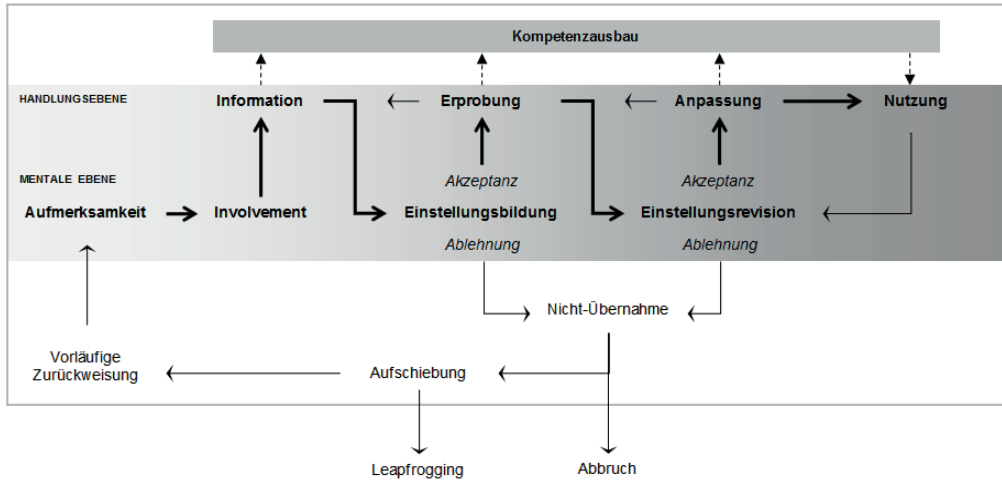 Kompetenzausbau
HANDLUNGSEBENE
Information
Erprobung
Anpassung
Nutzung
MENTALE EBENE
Akzeptanz
Akzeptanz
Aufmerksamkeit
Involvement
Einstellungsbildung
Einstellungsrevision
Ablehnung
Ablehnung
Nicht-Übernahme
Vorläufige
Zurückweisung
Aufschiebung
Leapfrogging
Abbruch